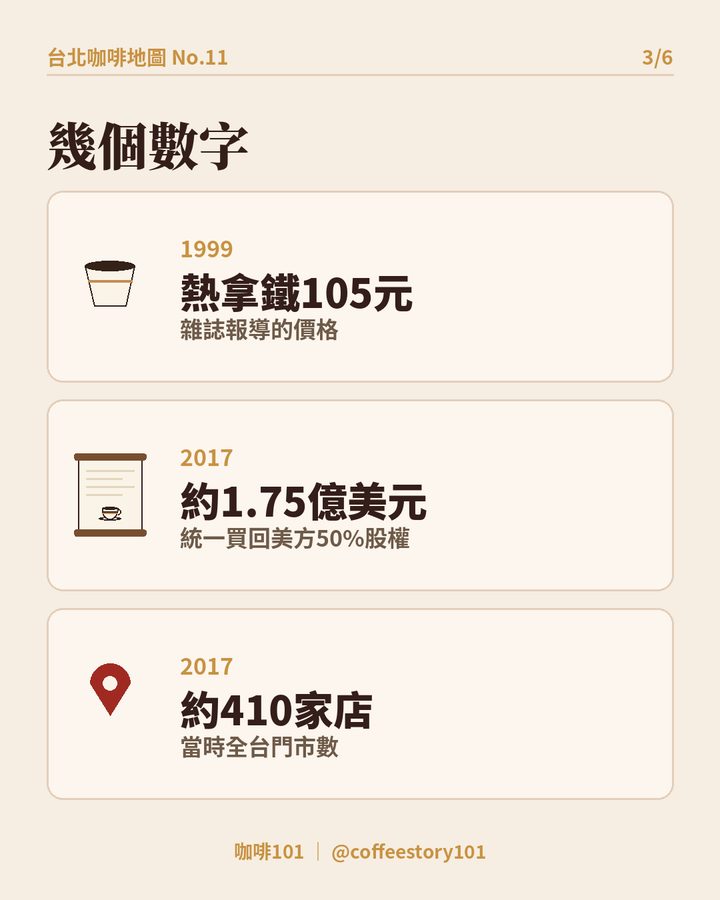 台北咖啡地圖 No.11
3/6
幾個數字
1999
熱拿鐵105元
雜誌報導的價格
2017
約1.75億美元
統一買回美方50%股權
2017
約410家店
當時全台門市數
咖啡101｜@coffeestory101